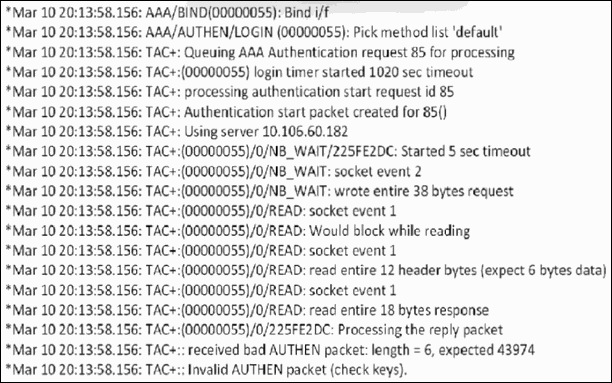 *Mar 10 20:13:58.156: AAA/BIND(00000055): Bind i/f
*Mar 10 20:13:58.156: AAA/AUTHEN/LOGIN (00000055): Pick method list 'default'
*Mar 10 20:13:58.156: TAC+: Queuing AAA Authentication request 85 for processing
*Mar 10 20:13:58.156: TAC+:(00000055) login timer started 1020 sec timeout
*Mar 10 20:13:58.156: TAC+: processing authentication start request id 85
*Mar 10 20:13:58.156: TAC+: Authentication start packet created for 85()
*Mar 10 20:13:58.156: TAC+: Using server 10.106.60.182
*Mar 10 20:13:58.156: TAC+:(00000055)/0/NB_WAIT/225FE2DC: Started 5 sec timeout
*Mar 10 20:13:58.156: TAC+:(00000055)/0/NB_WAIT: socket event 2
*Mar 10 20:13:58.156: TAC+:(00000055)/0/NB_WAIT: wrote entire 38 bytes request
*Mar 10 20:13:58.156: TAC+:(00000055)/0/READ: socket event 1
*Mar 10 20:13:58.156: TAC+:(00000055)/0/READ: Would block while reading
*Mar 10 20:13:58.156: TAC+:(00000055)/0/READ: socket event 1
*Mar 10 20:13:58.156: TAC+:(00000055)/0/READ: read entire 12 header bytes (expect 6 bytes data)
*Mar 10 20:13:58.156: TAC+:(00000055)/0/READ: socket event 1
*Mar 10 20:13:58.156: TAC+:(00000055)/0/READ: read entire 18 bytes response
*Mar 10 20:13:58.156: TAC+:(00000055)/0/225FE2DC: Processing the reply packet
*Mar 10 20:13:58.156: TAC+:: received bad AUTHEN packet: length = 6, expected 43974
*Mar 10 20:13:58.156: TAC+:: Invalid AUTHEN packet (check keys).